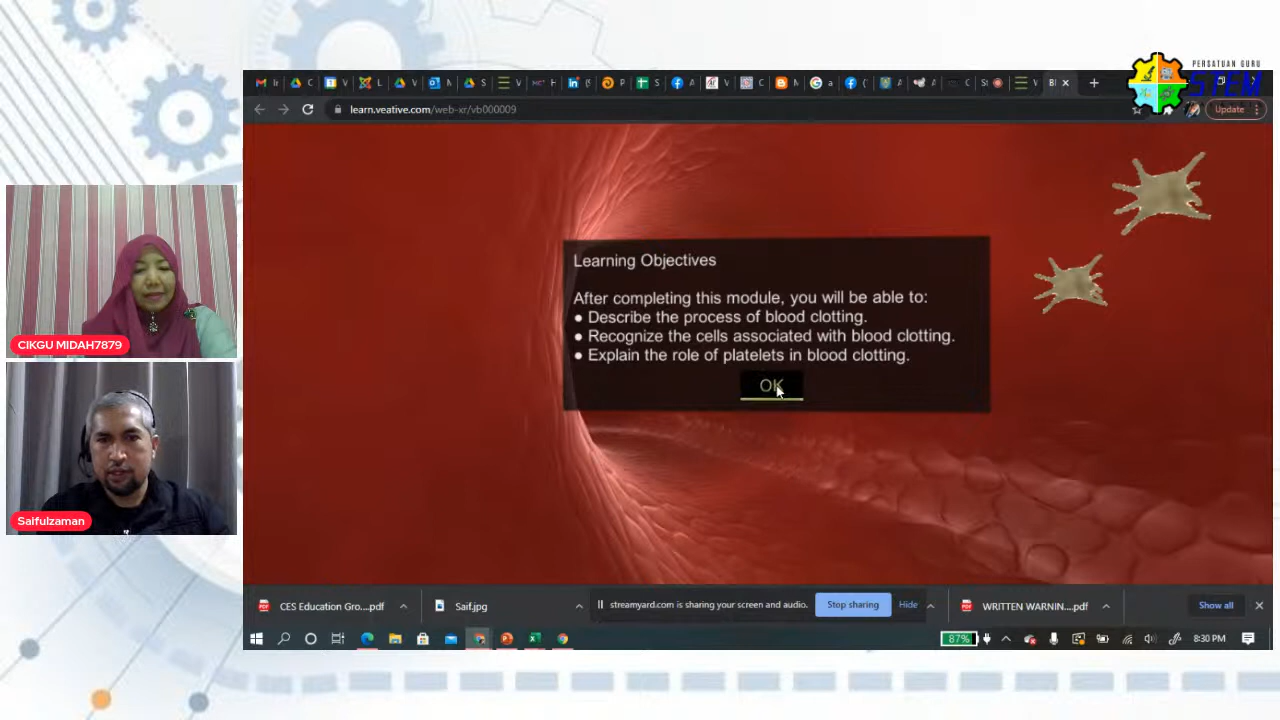 PERSATUAN GURU
STEM
learn.veative.com/web-xr/vb000009
Update
Learning Objectives
After completing this module, you will be able to:
● Describe the process of blood clotting.
● Recognize the cells associated with blood clotting.
● Explain the role of platelets in blood clotting.
OK
CIKGU MIDAH7879
Saifulzaman
CES Education Gro....pdf
Saif.jpg
streamyard.com is sharing your screen and audio.
Stop sharing
Hide
WRITTEN WARNIN....pdf
Show all
87%
8:30 PM